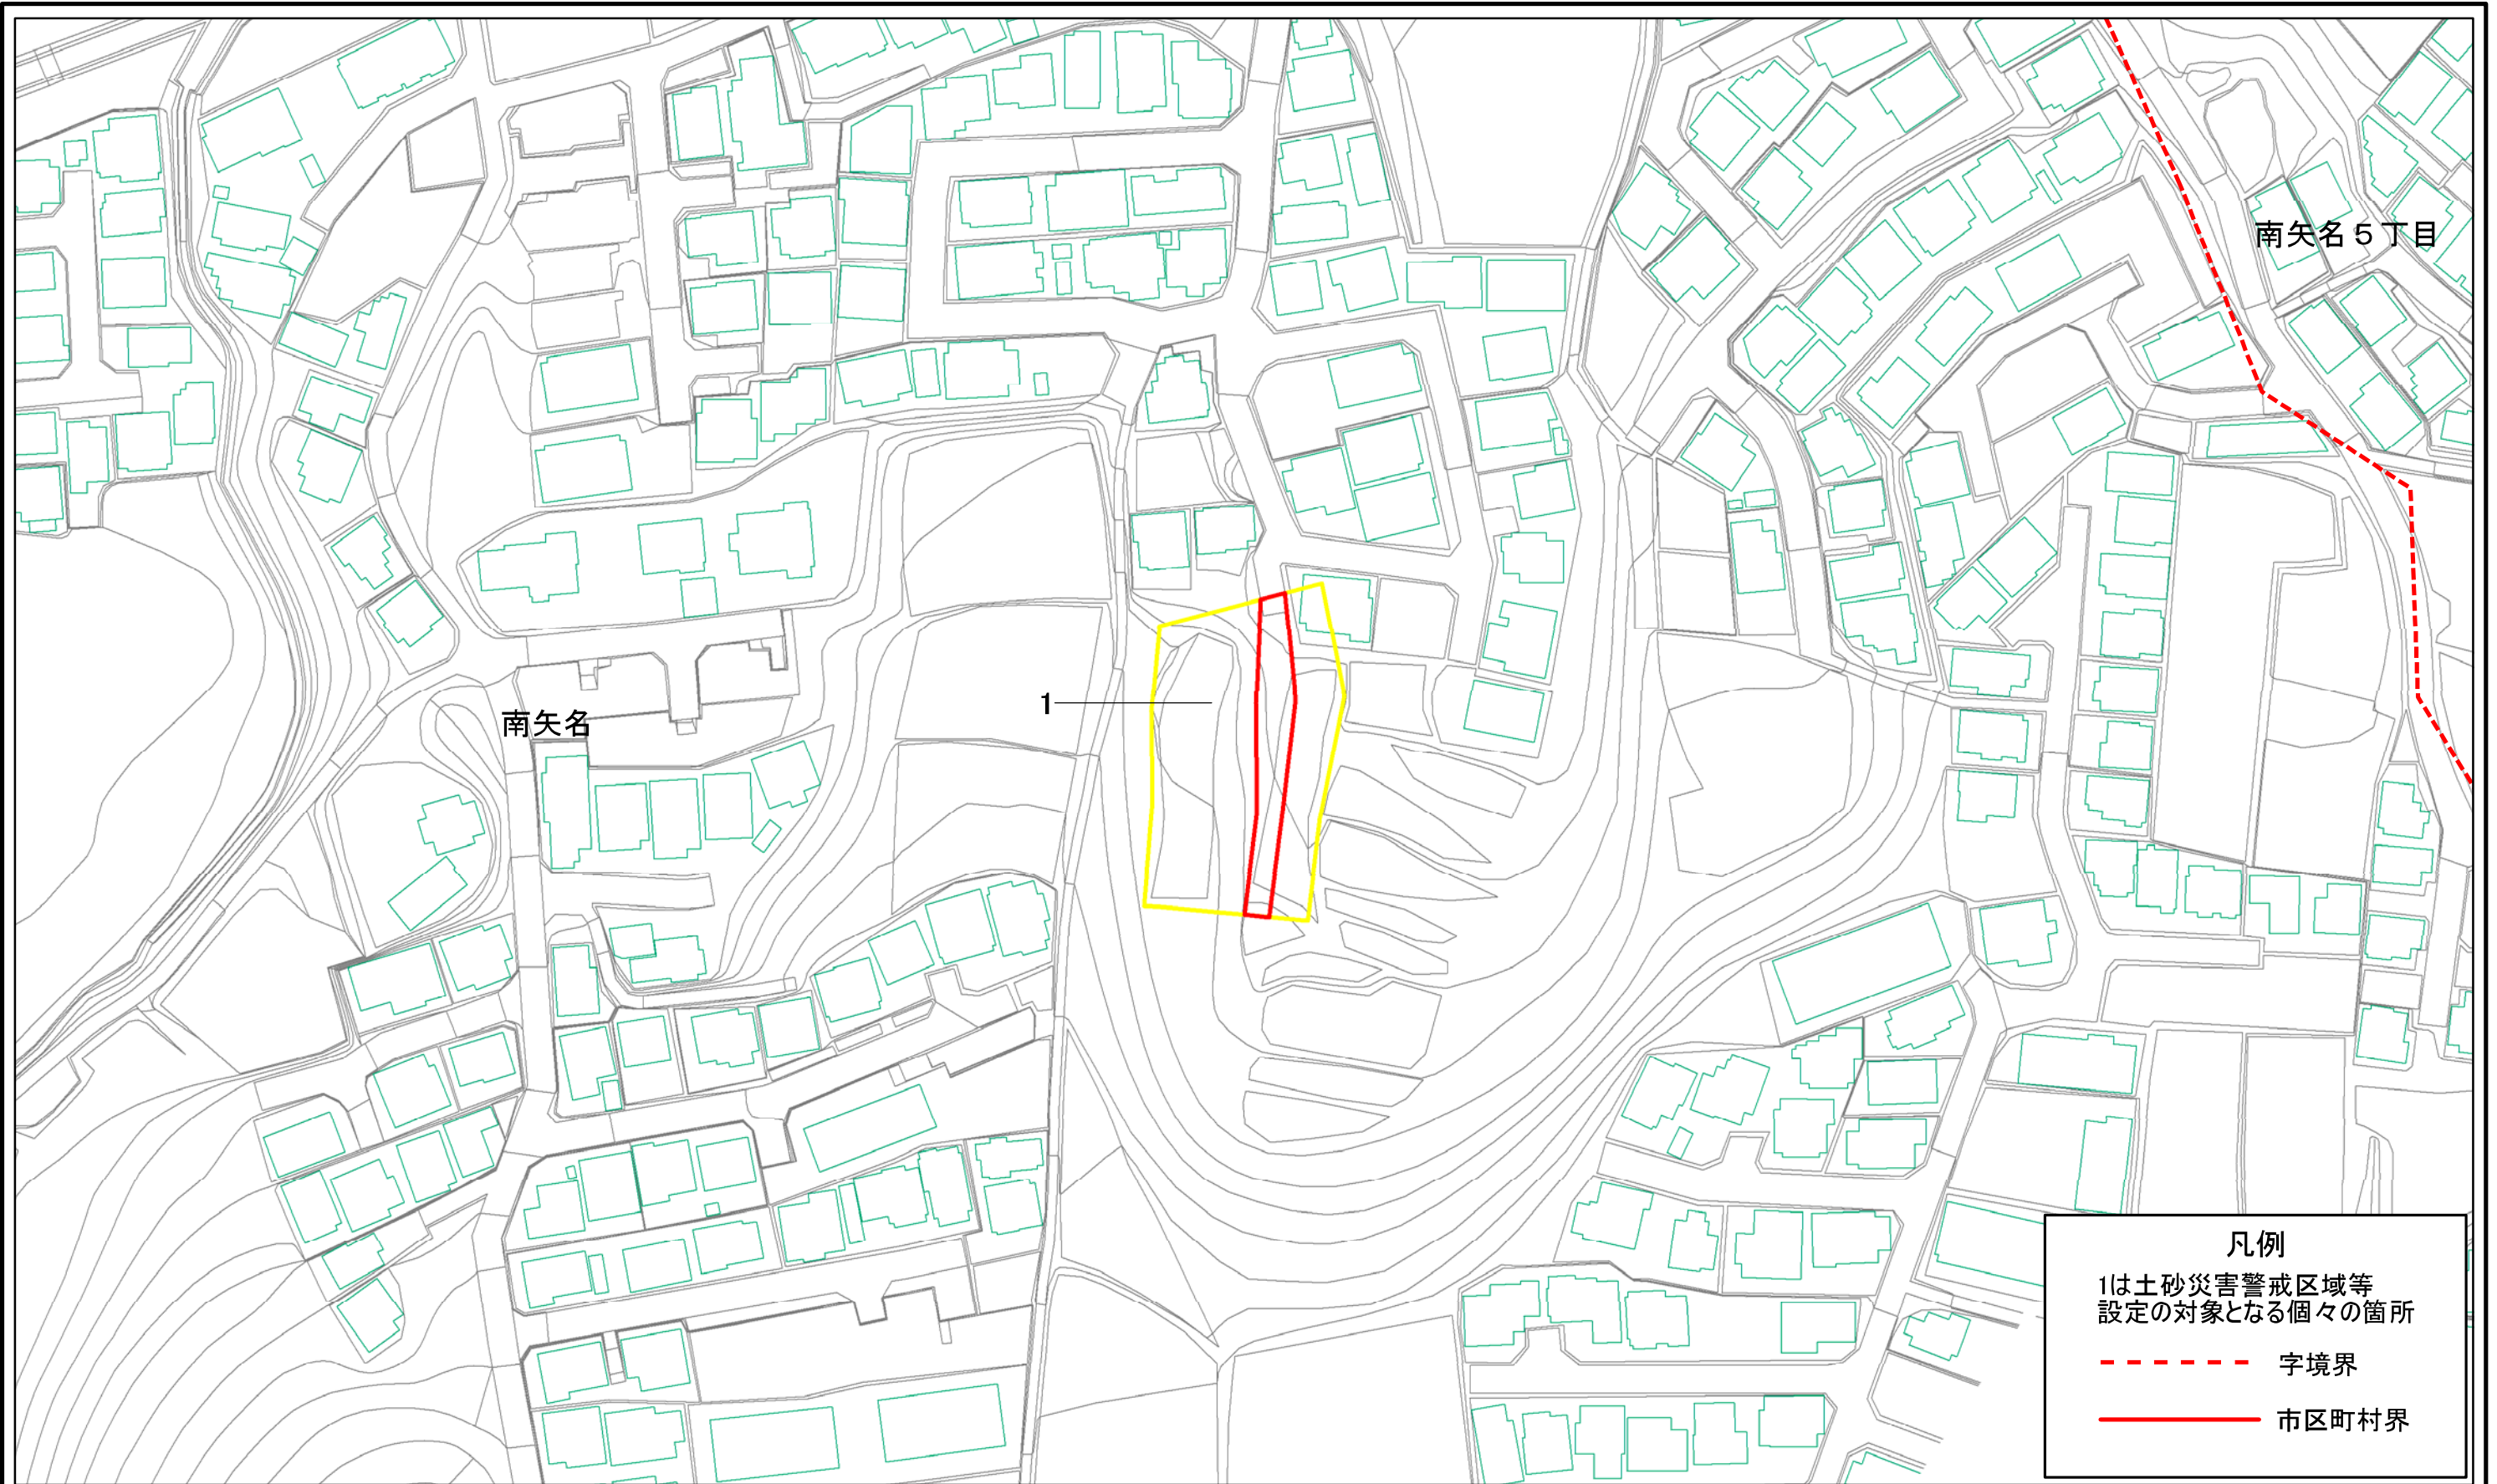 南矢名５丁目
1
南矢名
凡例
1は土砂災害警戒区域等
設定の対象となる個々の箇所
字境界
市区町村界